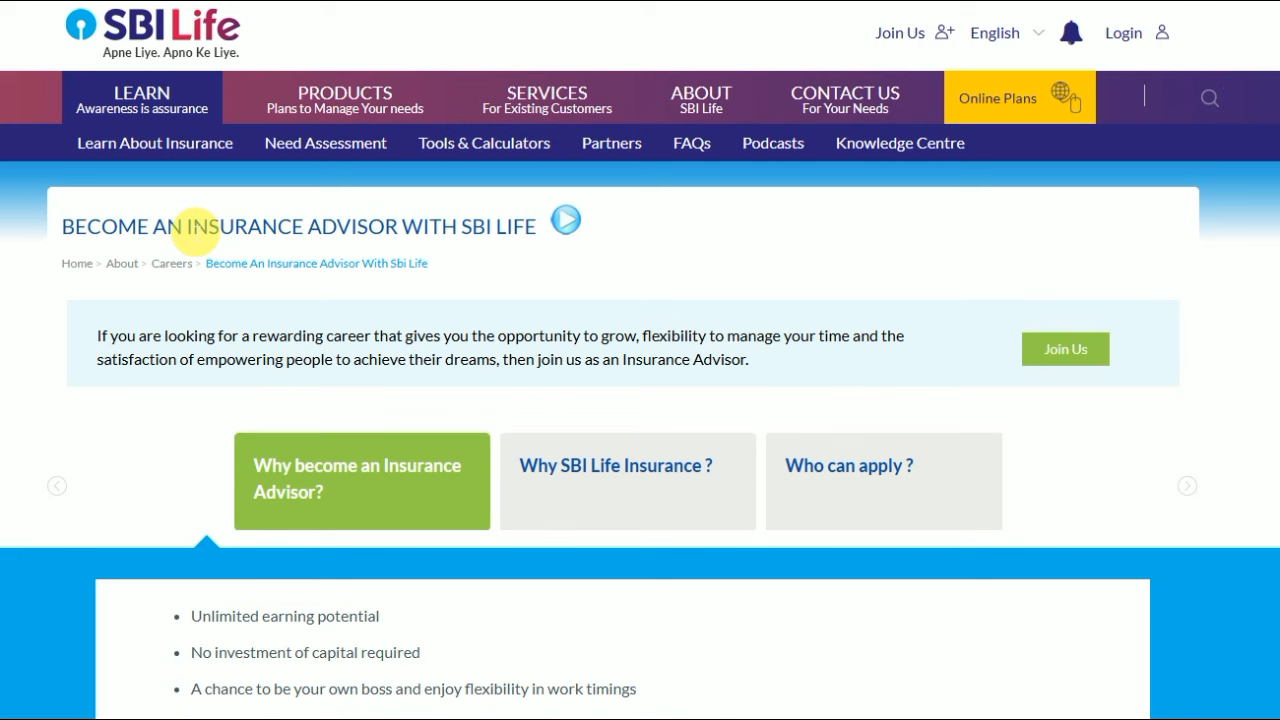 SBI Life
Apne Liye. Apno Ke Liye.
Join Us
English
Login
LEARN
Awareness is assurance
PRODUCTS
Plans to Manage Your needs
SERVICES
For Existing Customers
ABOUT
SBI Life
CONTACT US
For Your Needs
Online Plans
Learn About Insurance
Need Assessment
Tools & Calculators
Partners
FAQs
Podcasts
Knowledge Centre
BECOME AN INSURANCE ADVISOR WITH SBI LIFE
Home > About > Careers > Become An Insurance Advisor With Sbi Life
If you are looking for a rewarding career that gives you the opportunity to grow, flexibility to manage your time and the
satisfaction of empowering people to achieve their dreams, then join us as an Insurance Advisor.
Join Us
Why become an Insurance
Advisor?
Why SBI Life Insurance ?
Who can apply ?
• Unlimited earning potential
• No investment of capital required
• A chance to be your own boss and enjoy flexibility in work timings